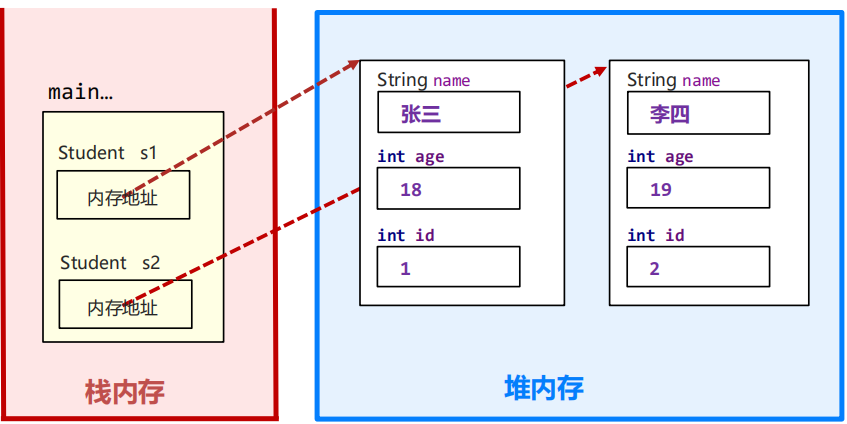 main…
Student s1
内存地址
Student s2
内存地址
栈内存
String name
张三
int age
18
int id
1
String name
李四
int age
19
int id
2
堆内存